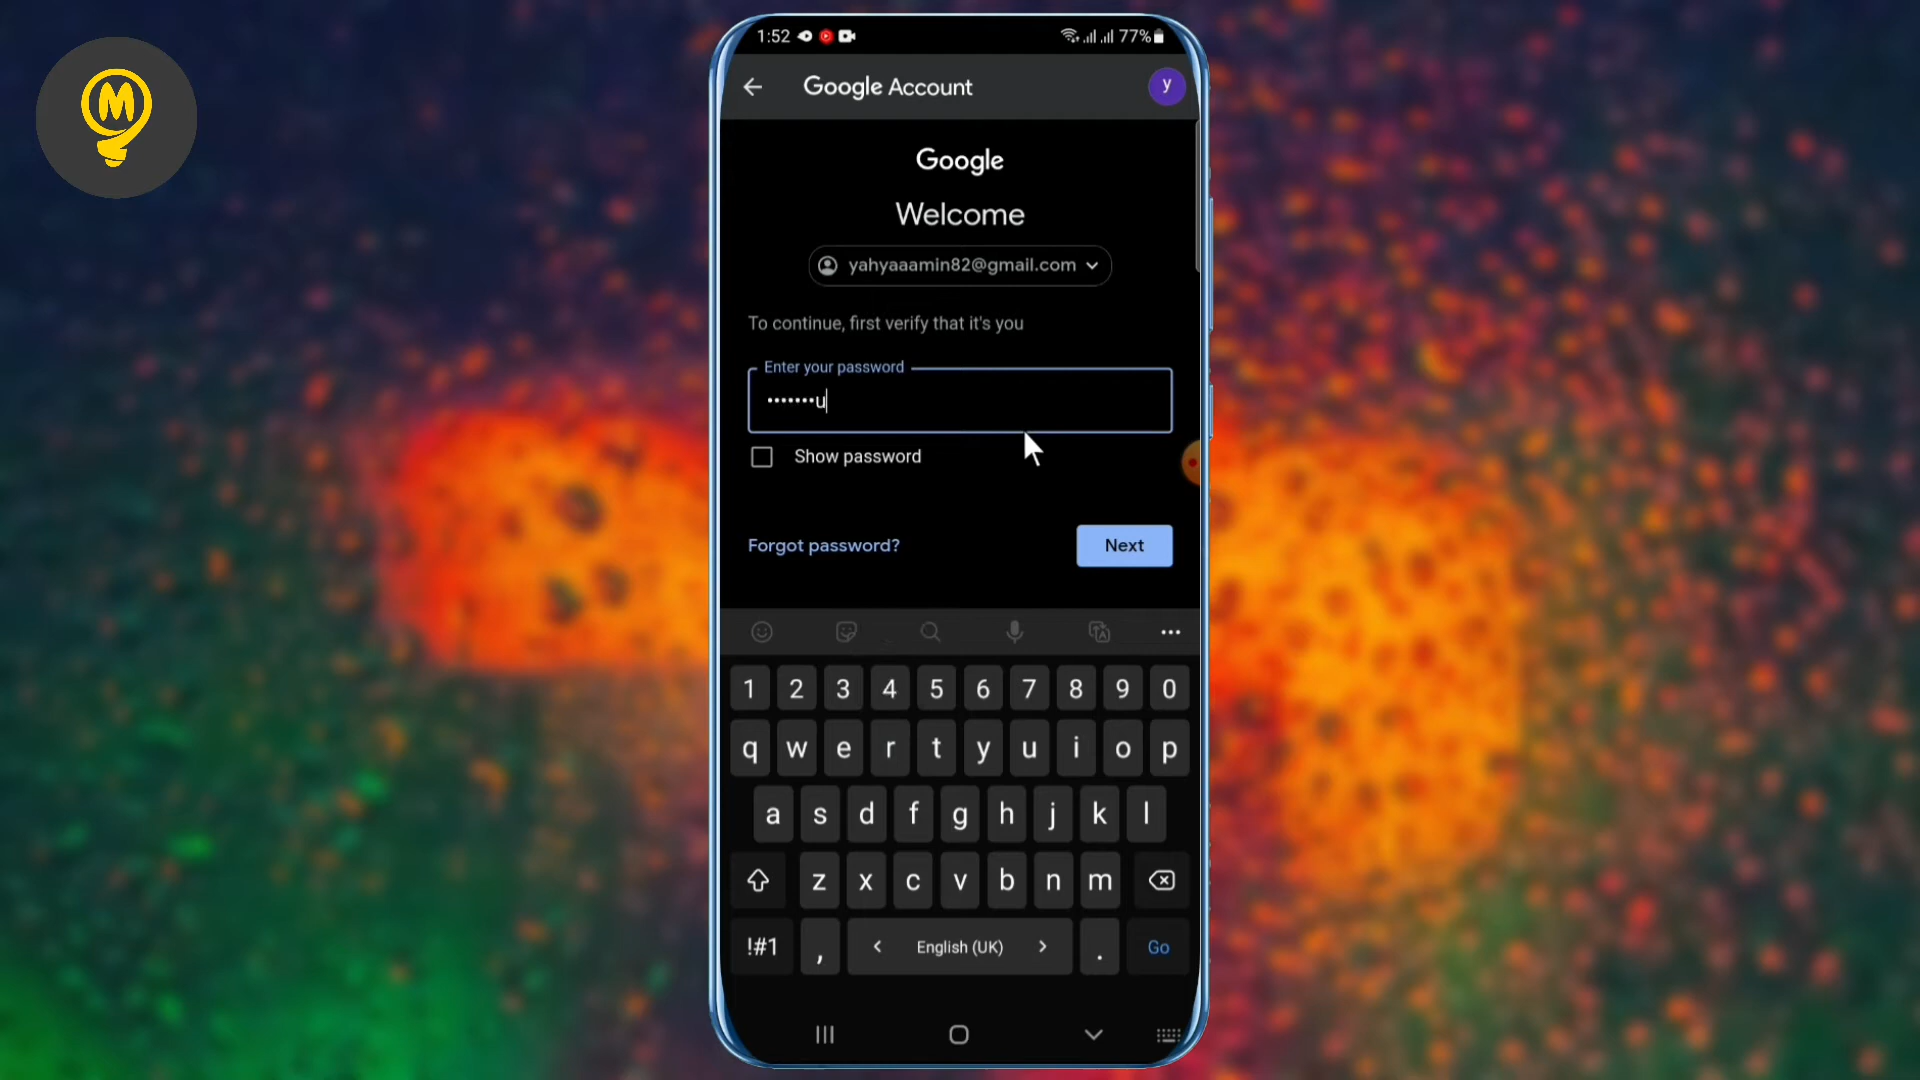 M
1:52 77%
Google Account y
Google
Welcome
yahyaaamin82@gmail.com
To continue, first verify that it's you
Enter your password
•••••••u
Show password
Forgot password? Next
1 2 3 4 5 6 7 8 9 0
q w e r t y u i o p
a s d f g h j k l
z x c v b n m
!#1 , < English (UK) > . Go